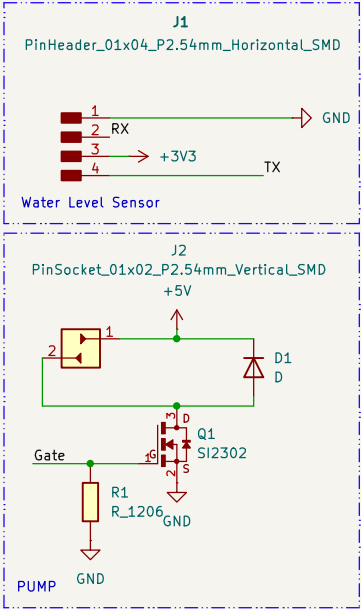 J1
PinHeader_01x04_P2.54mm_Horizontal_SMD
1
GND
2
RX
3
+3V3
4
TX
Water Level Sensor
J2
PinSocket_01x02_P2.54mm_Vertical_SMD
+5V
1
2
D1
D
3
D
Q1
SI2302
Gate
1
G
S
2
GND
R1
R_1206
GND
PUMP